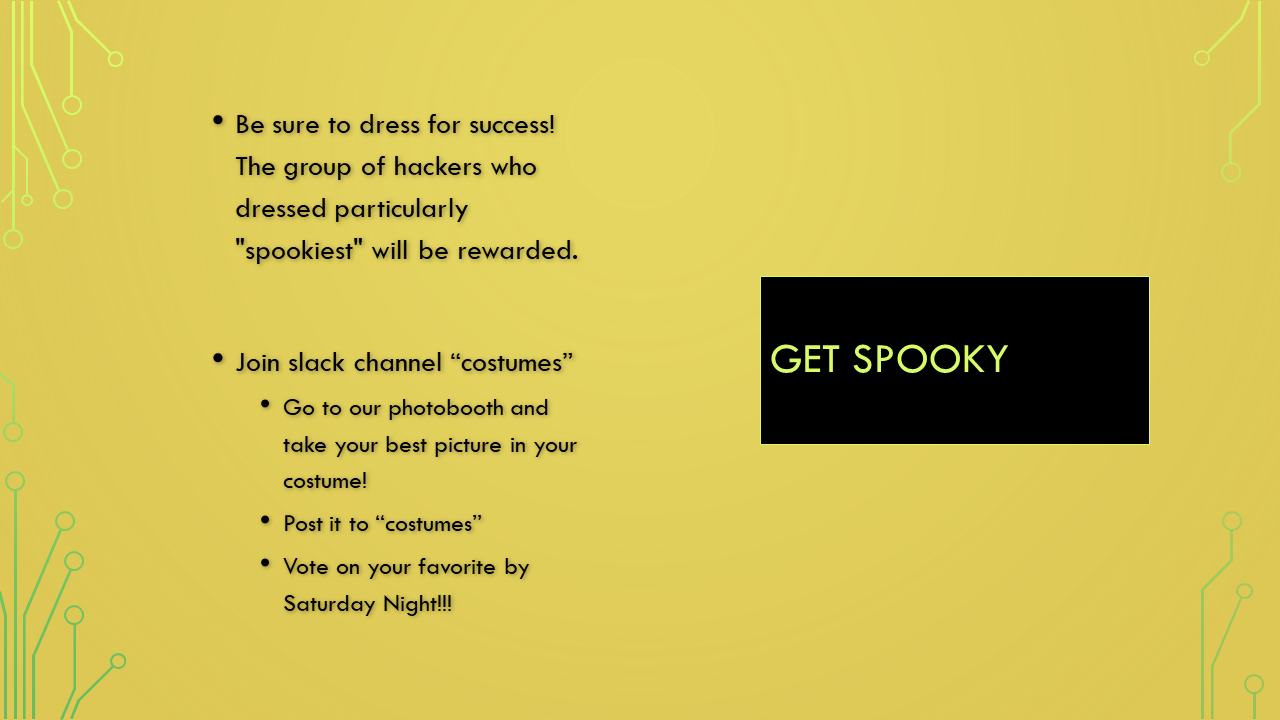 • Be sure to dress for success!
The group of hackers who
dressed particularly
"spookiest" will be rewarded.
• Join slack channel “costumes”
• Go to our photobooth and
take your best picture in your
costume!
• Post it to “costumes”
• Vote on your favorite by
Saturday Night!!!
GET SPOOKY